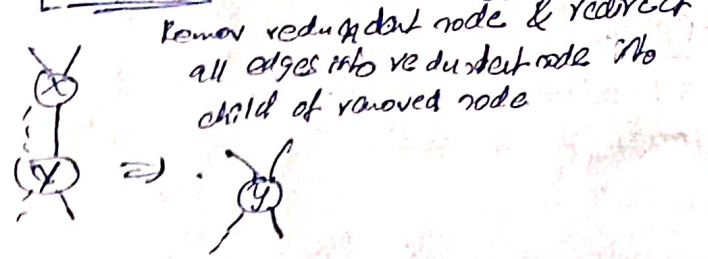 Remov redundant node & redirect
all edges into redundant node into
child of removed node
X
Y => .
y